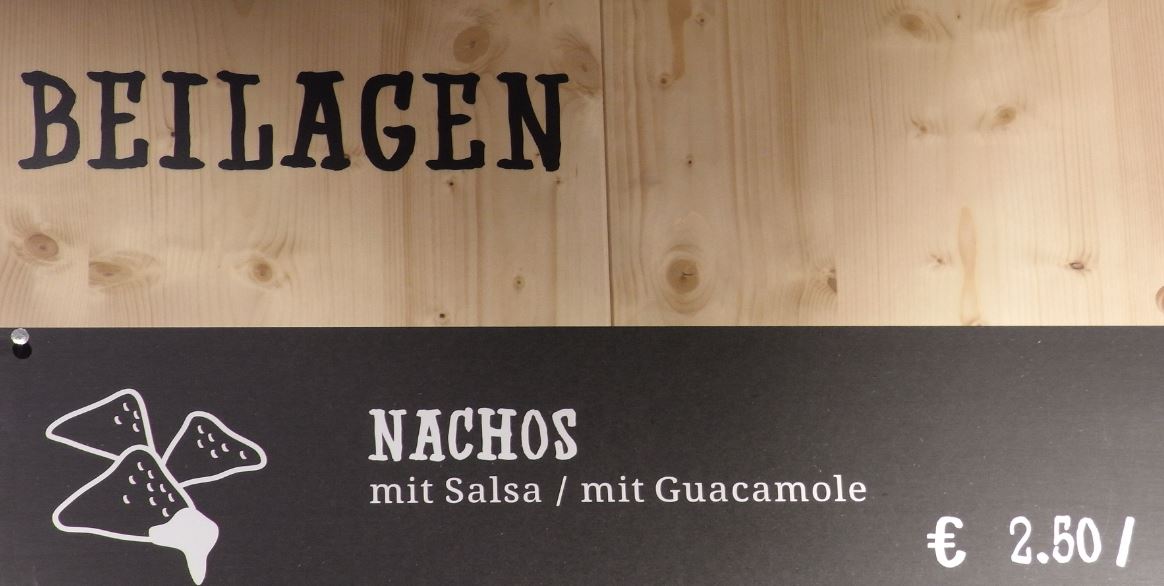 BEILAGEN
NACHOS
mit Salsa / mit Guacamole
€ 2.50 /